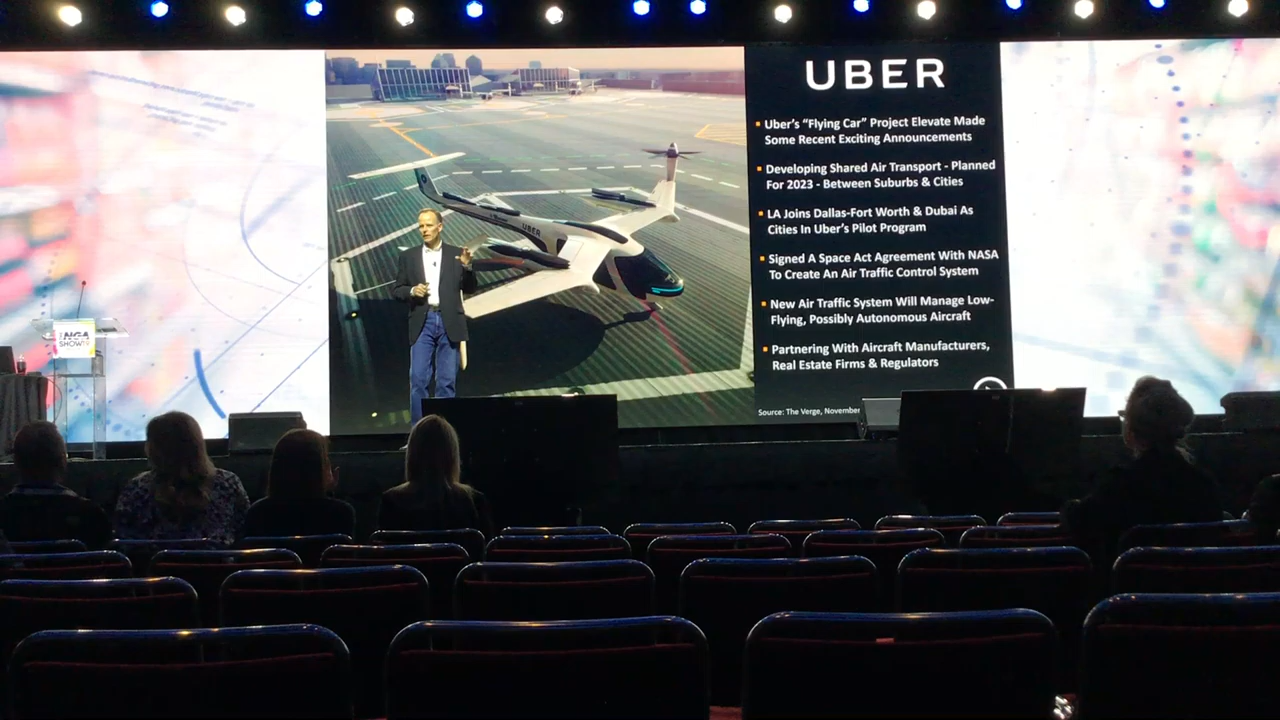 UBER
Uber's "Flying Car" Project Elevate Made
Some Recent Exciting Announcements
Developing Shared Air Transport - Planned
For 2023 - Between Suburbs & Cities
LA Joins Dallas-Fort Worth & Dubai As
Cities In Uber's Pilot Program
Signed A Space Act Agreement With NASA
To Create An Air Traffic Control System
New Air Traffic System Will Manage Low-
Flying, Possibly Autonomous Aircraft
Partnering With Aircraft Manufacturers,
Real Estate Firms & Regulators
Source: The Verge, November
UBER
NGA
SHOW